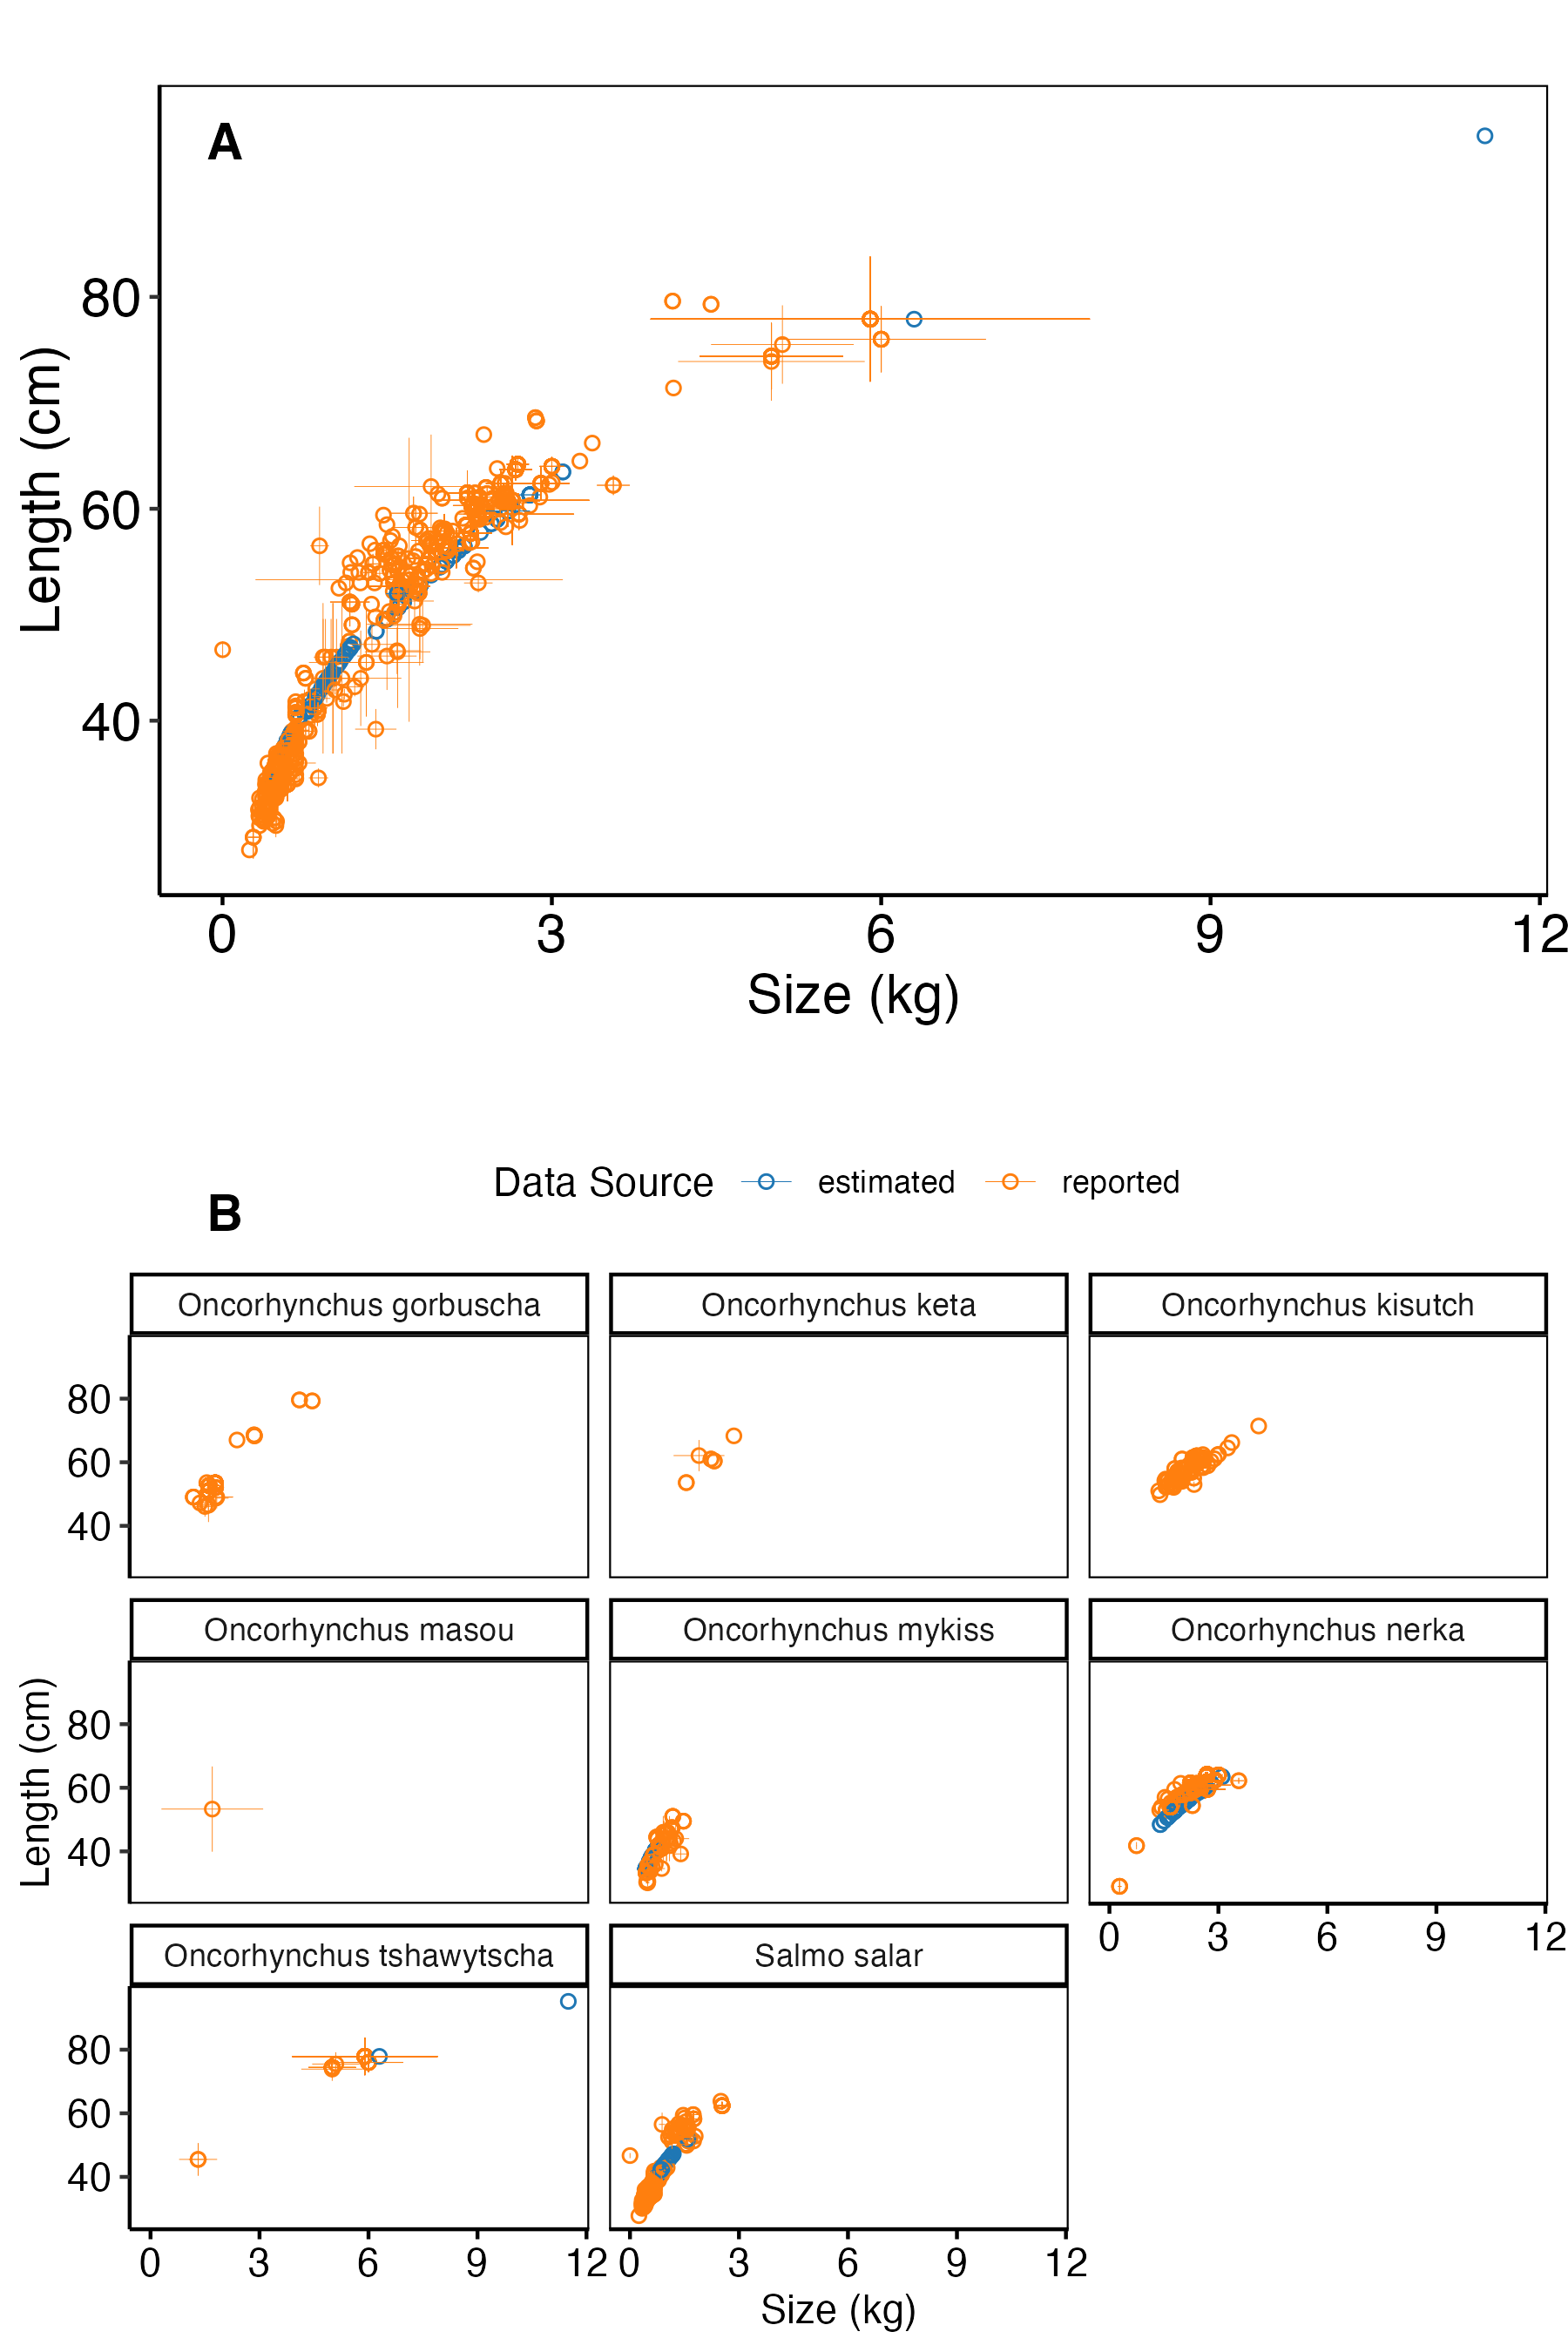 A
80
60
40
Length (cm)
0 3 6 9 12
Size (kg)
Data Source estimated reported
B
Oncorhynchus gorbuscha Oncorhynchus keta Oncorhynchus kisutch
80
60
40
Oncorhynchus masou Oncorhynchus mykiss Oncorhynchus nerka
80
60
40
Length (cm)
0 3 6 9 12
Oncorhynchus tshawytscha Salmo salar
80
60
40
0 3 6 9 12 0 3 6 9 12
Size (kg)